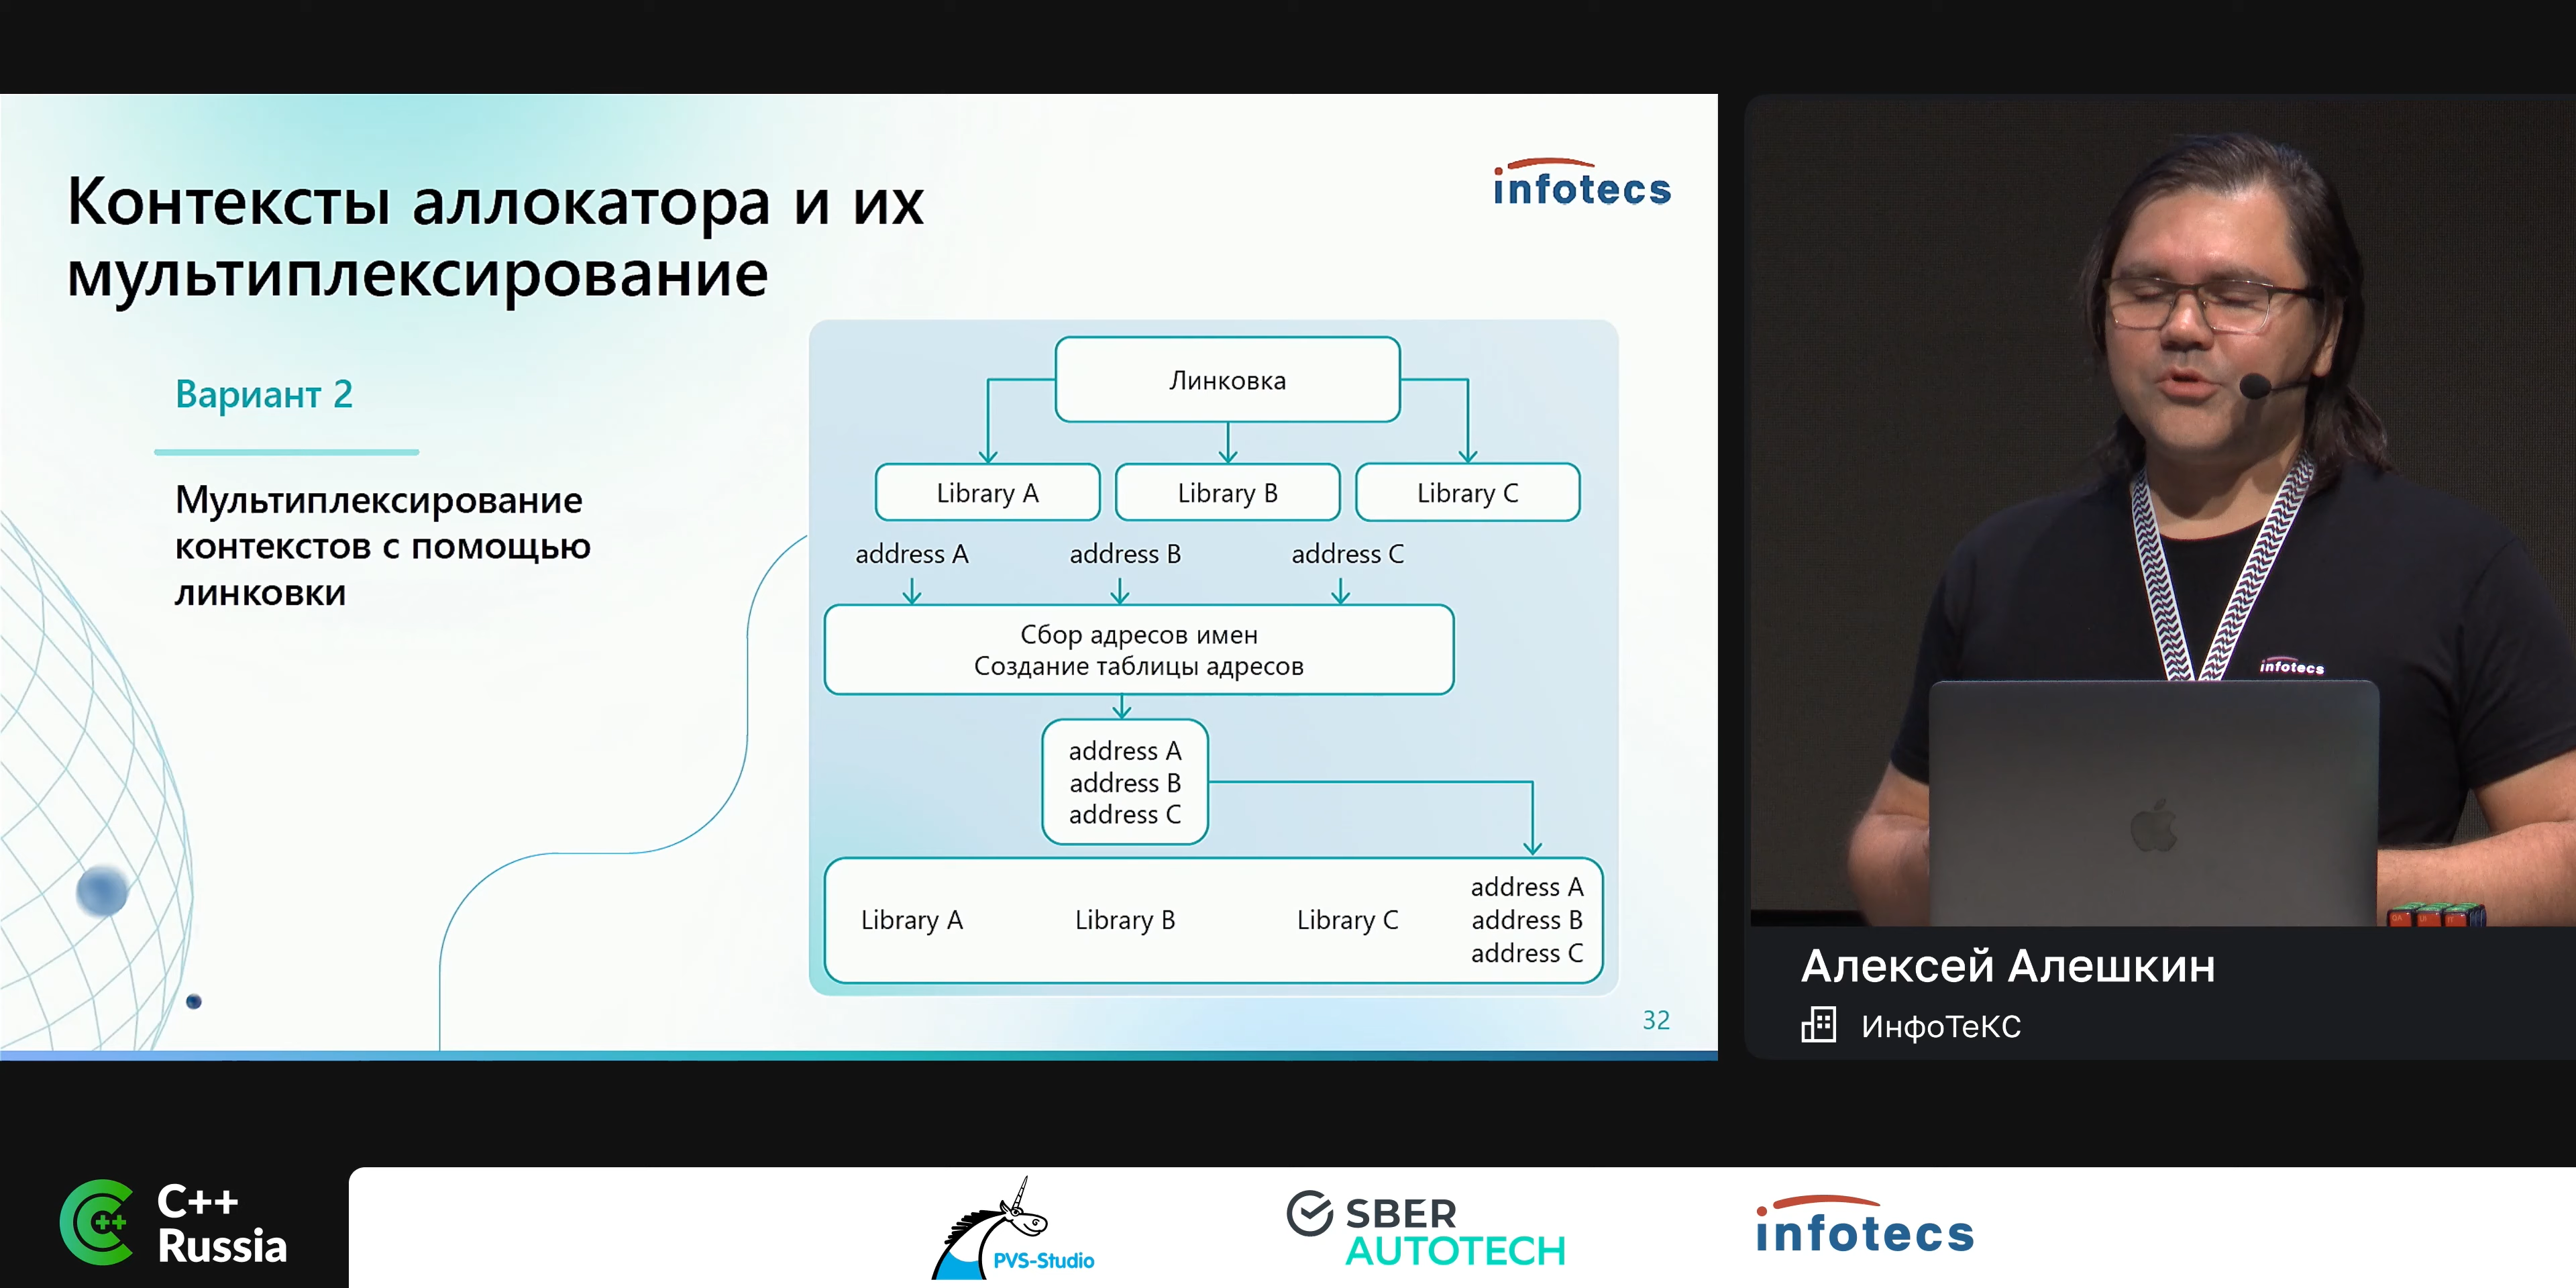 Контексты аллокатора и их
мультиплексирование
infotecs
Вариант 2
Мультиплексирование
контекстов с помощью
линковки
Линковка
Library A
Library B
Library C
address A
address B
address C
Сбор адресов имен
Создание таблицы адресов
address A
address B
address C
Library A
Library B
Library C
address A
address B
address C
32
infotecs
Алексей Алешкин
ИнфоТеКС
C++
C++
Russia
PVS-Studio
SBER
AUTOTECH
infotecs